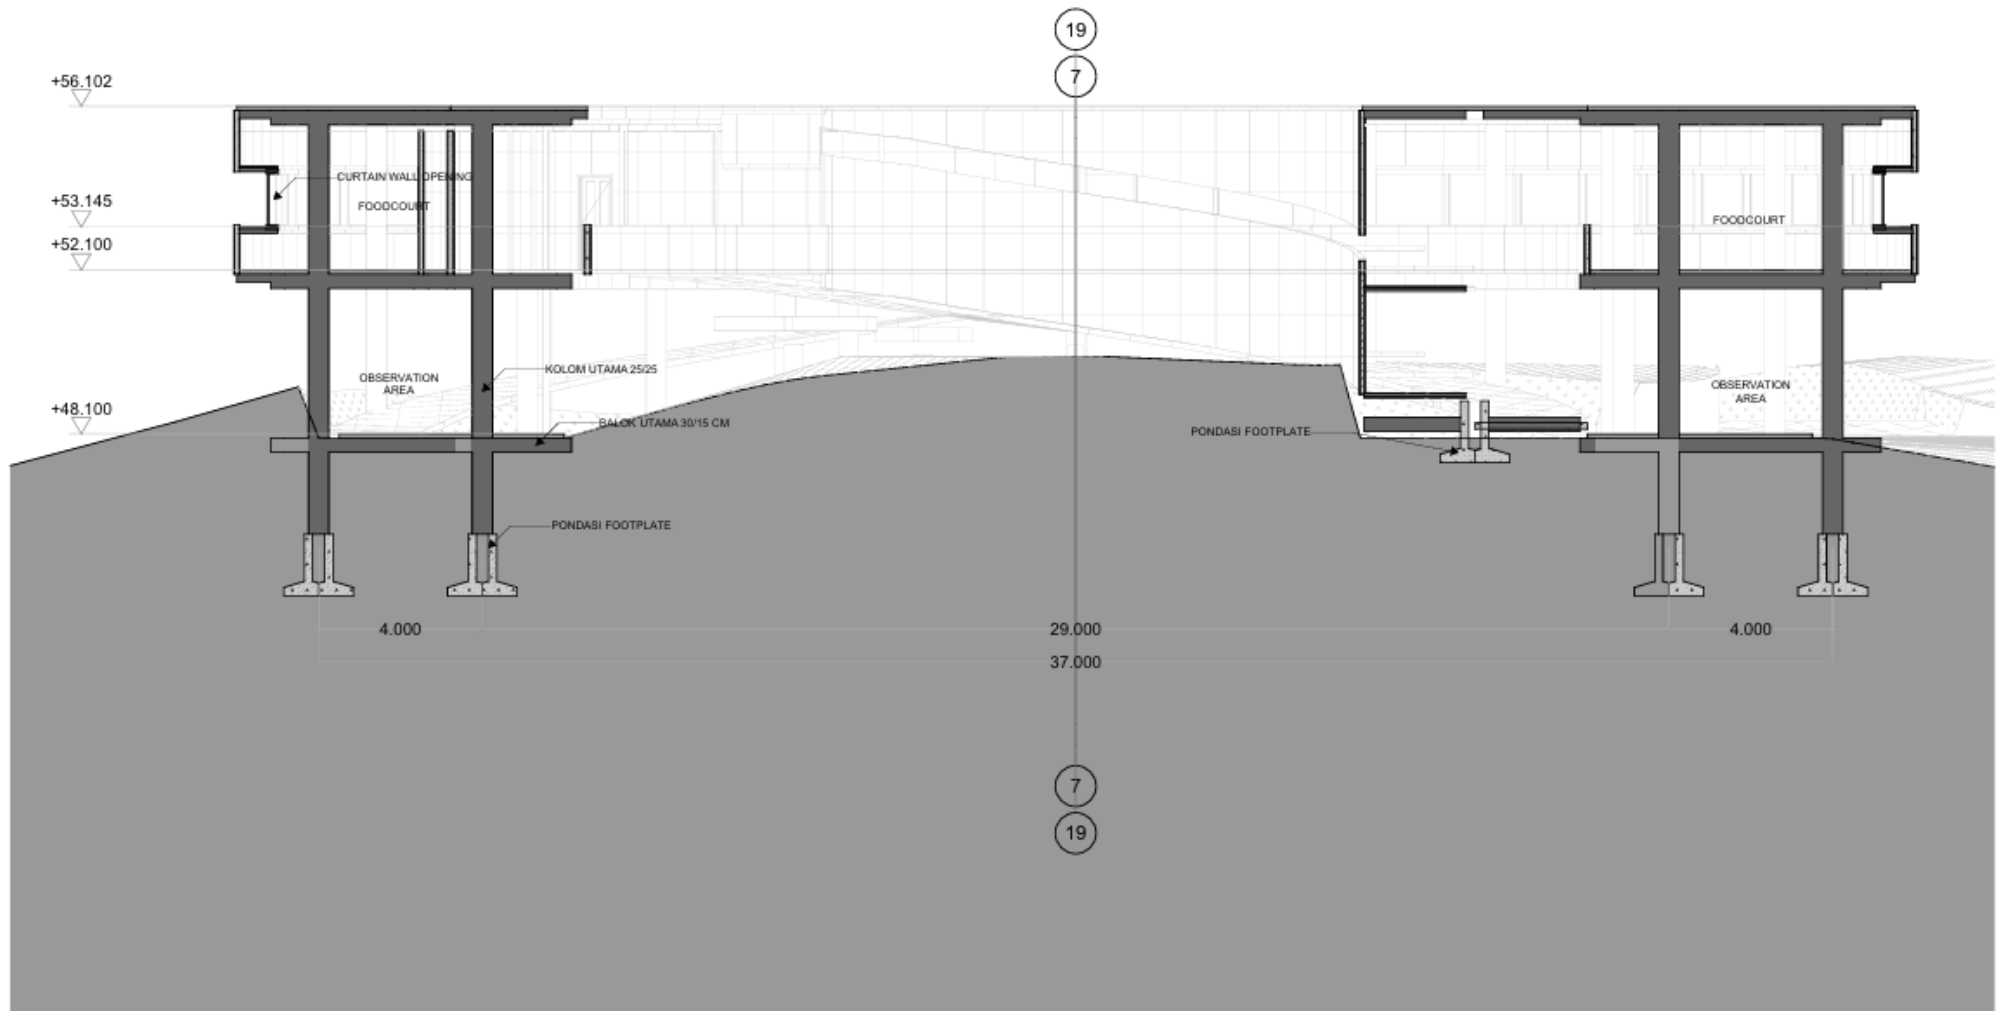 19
7
+56.102
CURTAIN WALL OPENING
+53.145
FOODCOURT
FOODCOURT
+52.100
KOLOM UTAMA 25/25
OBSERVATION
AREA
OBSERVATION
AREA
+48.100
BALOK UTAMA 30/15 CM
PONDASI FOOTPLATE
PONDASI FOOTPLATE
4.000
29.000
4.000
37.000
7
19